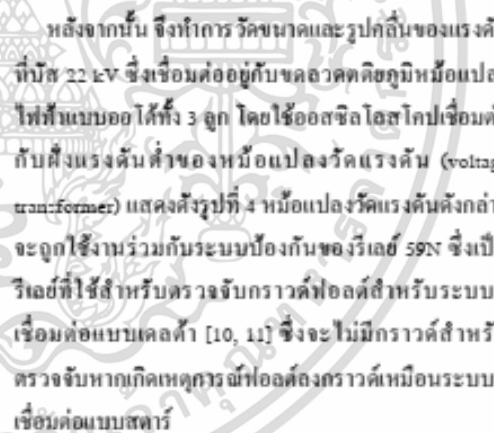 หลังจากนั้น จึงทำการวัดขนาดและรูปคลื่นของแรงดั
ที่บัส 22 kV ซึ่งเชื่อมต่ออยู่กับขดลวดตติยภูมิหม้อแปล
ไฟฟ้าแบบออโต้ทั้ง 3 ลูก โดยใช้ออสซิลโลสโคปเชื่อมต่
กับฝั่งแรงดันต่ำของหม้อแปลงวัดแรงดัน (voltag
transformer) แสดงดังรูปที่ 4 หม้อแปลงวัดแรงดันดังกล่า
จะถูกใช้งานร่วมกับระบบป้องกันของรีเลย์ 59N ซึ่งเป็
รีเลย์ที่ใช้สำหรับตรวจจับกราวด์ฟอลต์สำหรับระบบ
เชื่อมต่อแบบเดลต้า [10, 11] ซึ่งจะไม่มีกราวด์สำหรั
ตรวจจับหากเกิดเหตุการณ์ฟอลต์ลงกราวด์เหมือนระบบ
เชื่อมต่อแบบสตาร์